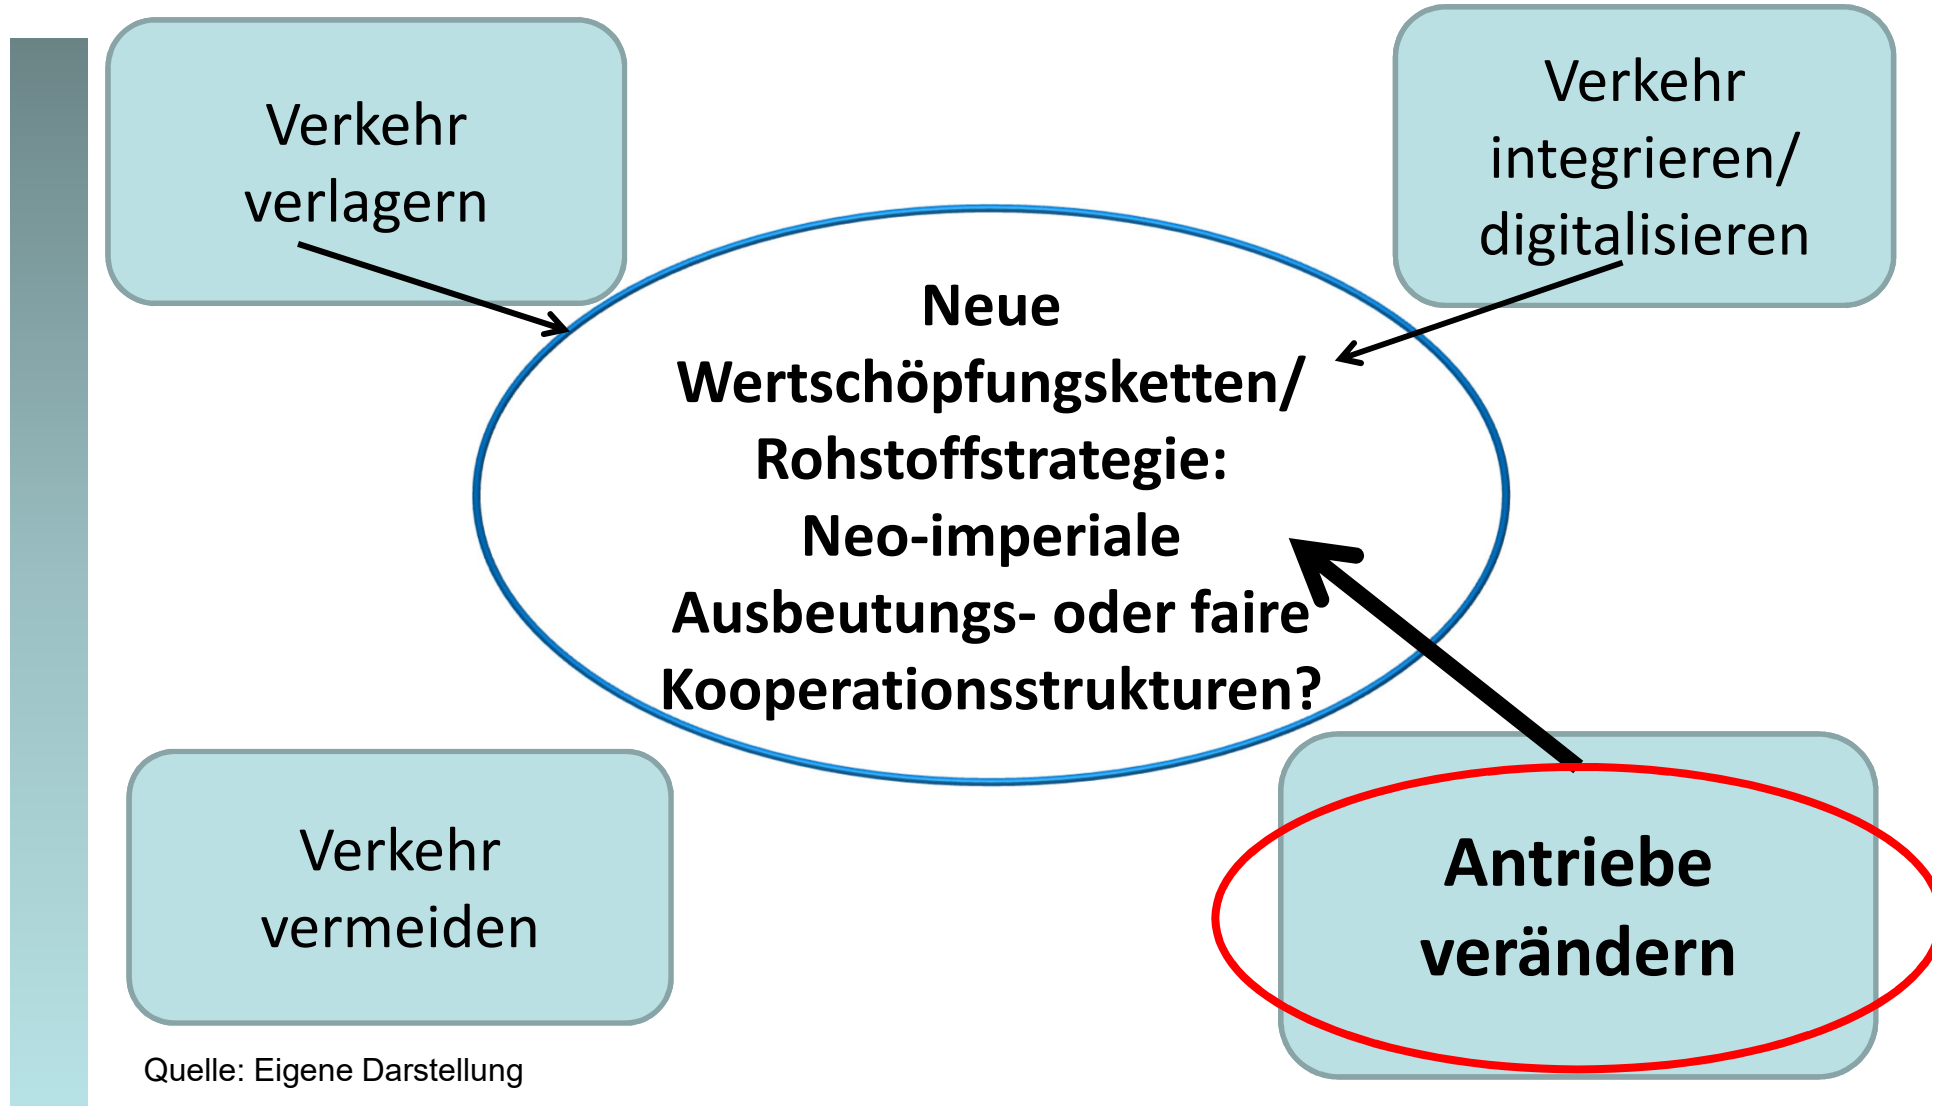 Verkehr
verlagern
Verkehr
integrieren/
digitalisieren
Neue
Wertschöpfungsketten/
Rohstoffstrategie:
Neo-imperiale
Ausbeutungs- oder faire
Kooperationsstrukturen?
Verkehr
vermeiden
Antriebe
verändern
Quelle: Eigene Darstellung